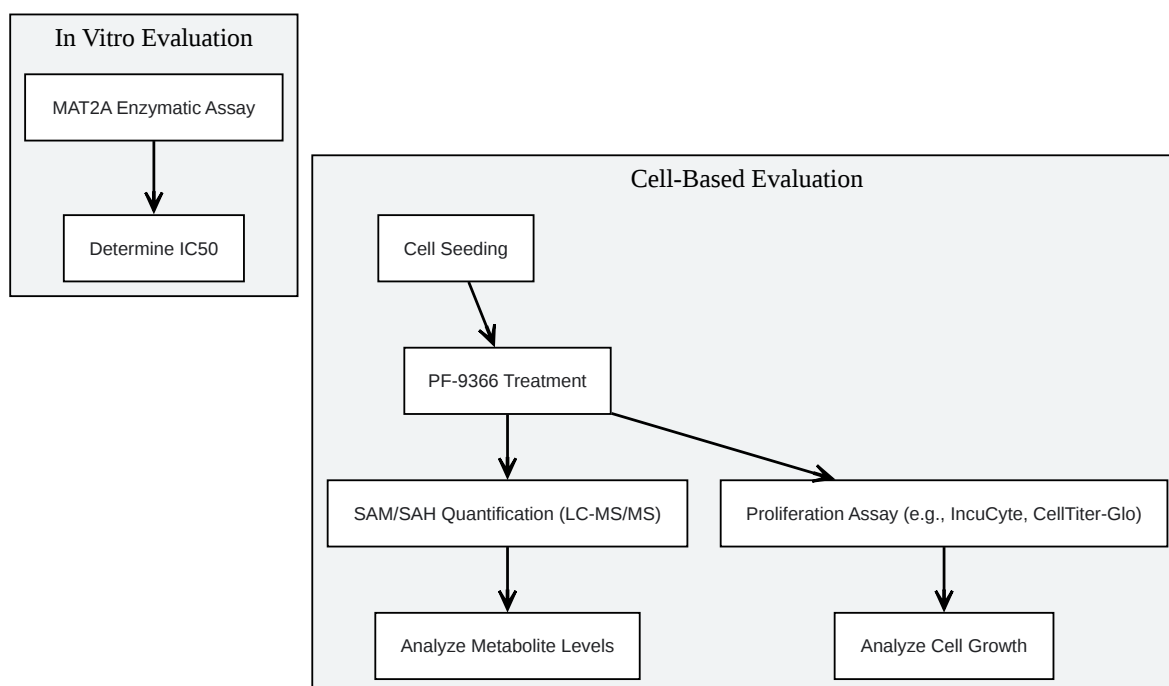 In Vitro Evaluation
MAT2A Enzymatic Assay
Determine IC50
Cell-Based Evaluation
Cell Seeding
PF-9366 Treatment
SAM/SAH Quantification (LC-MS/MS)
Proliferation Assay (e.g., IncuCyte, CellTiter-Glo)
Analyze Metabolite Levels
Analyze Cell Growth